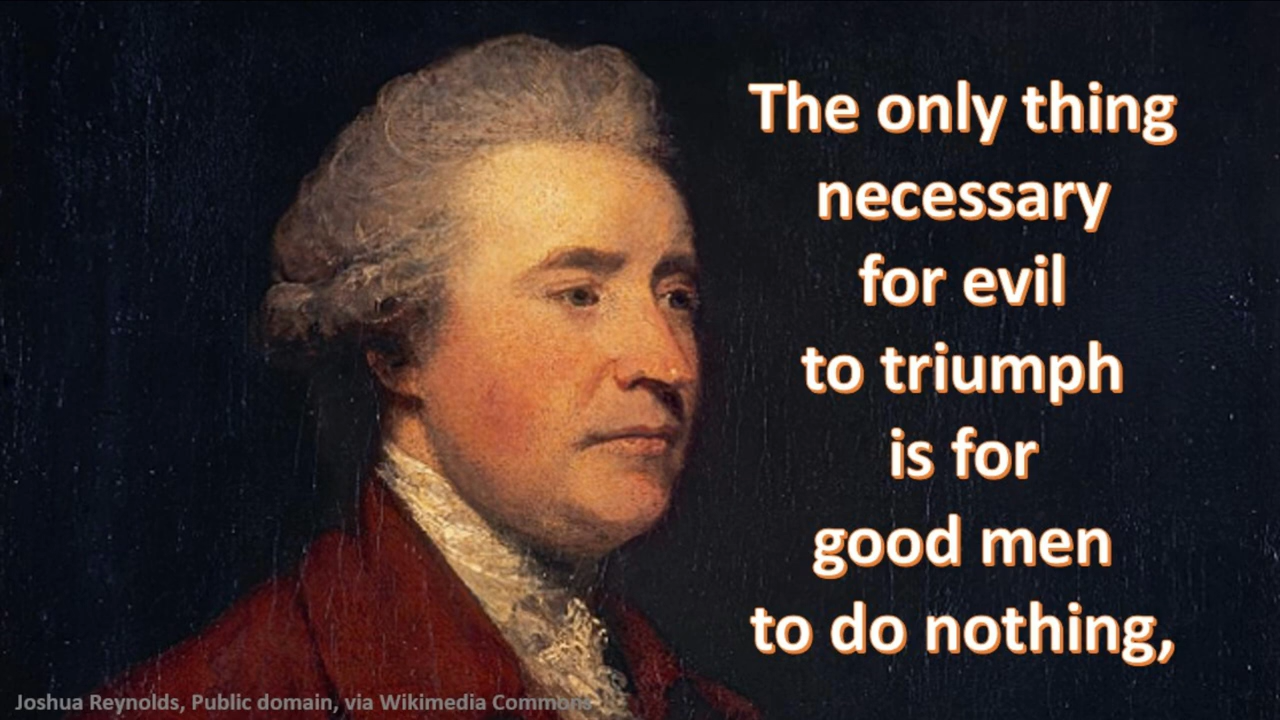 The only thing
necessary
for evil
to triumph
is for
good men
to do nothing,
Joshua Reynolds, Public domain, via Wikimedia Commons